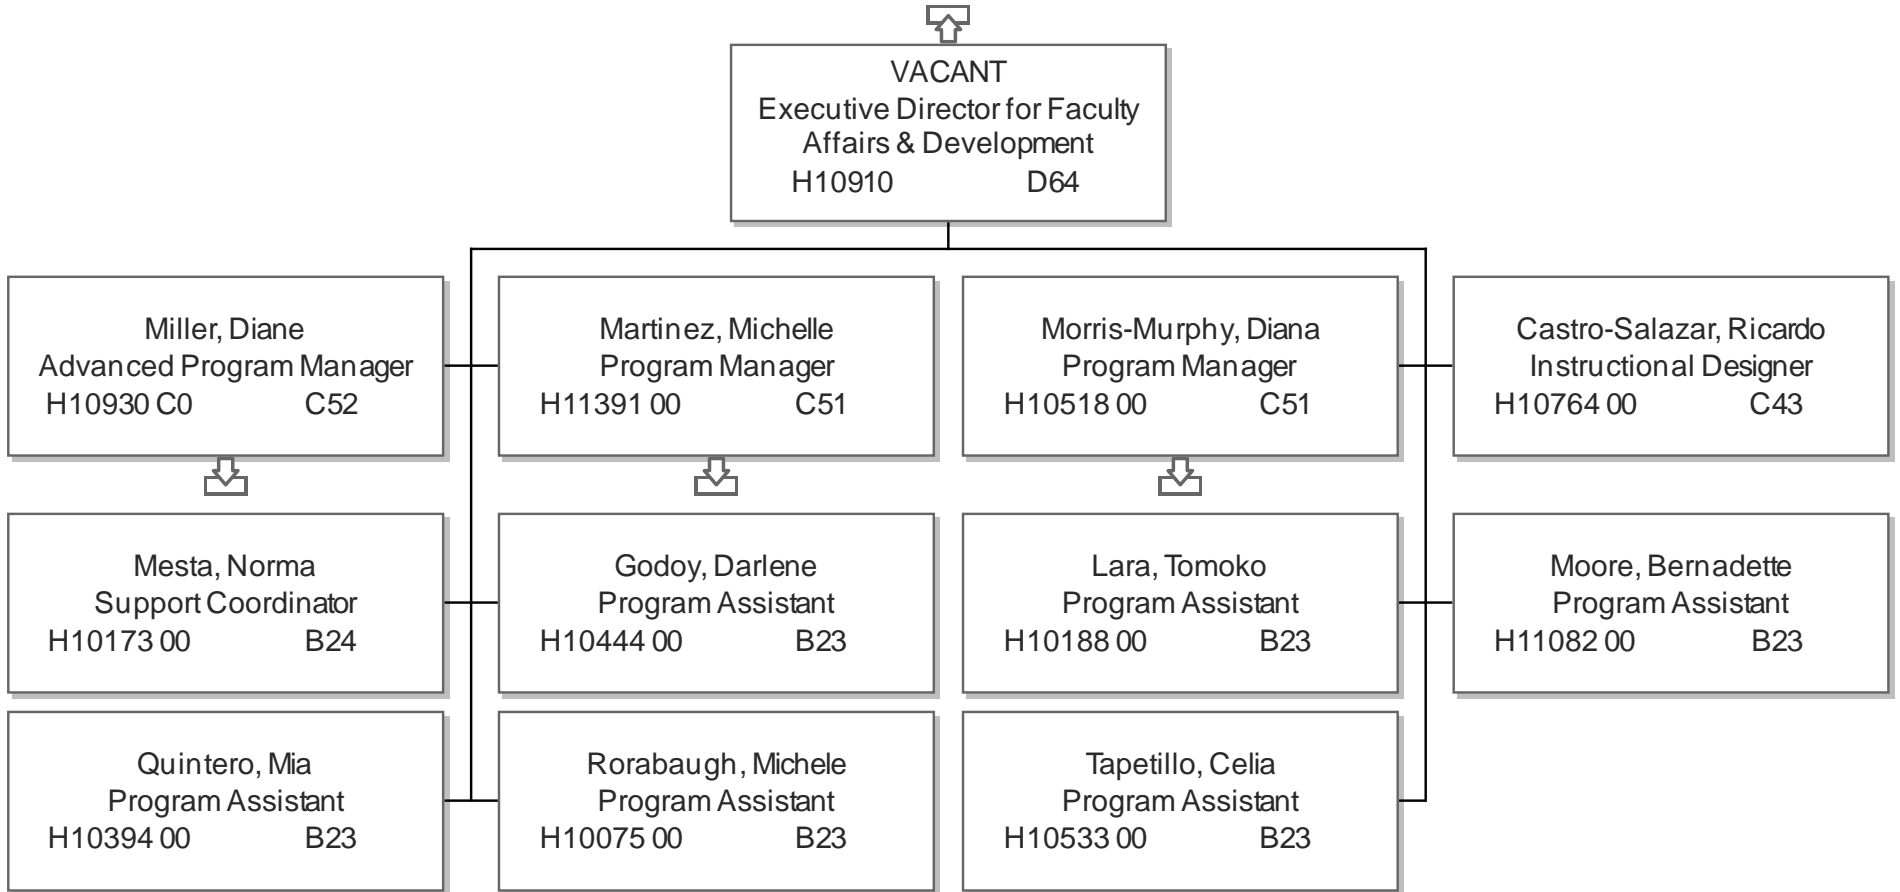 VACANT
Executive Director for Faculty
Affairs & Development
H10910 D64
Miller, Diane
Advanced Program Manager
H10930 C0 C52
Martinez, Michelle
Program Manager
H11391 00 C51
Morris-Murphy, Diana
Program Manager
H10518 00 C51
Castro-Salazar, Ricardo
Instructional Designer
H10764 00 C43
Mesta, Norma
Support Coordinator
H10173 00 B24
Godoy, Darlene
Program Assistant
H10444 00 B23
Lara, Tomoko
Program Assistant
H10188 00 B23
Moore, Bernadette
Program Assistant
H11082 00 B23
Quintero, Mia
Program Assistant
H10394 00 B23
Rorabaugh, Michele
Program Assistant
H10075 00 B23
Tapetillo, Celia
Program Assistant
H10533 00 B23